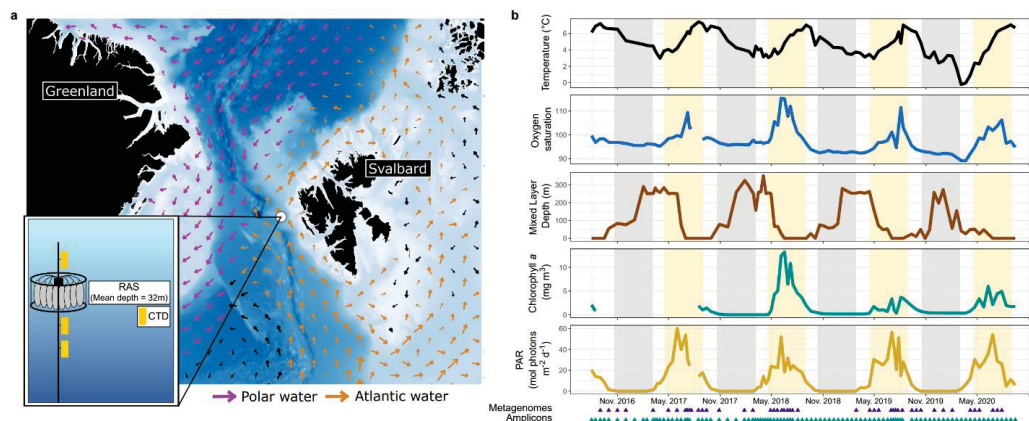 a
Greenland
Svalbard
RAS
(Mean depth = 32m)
CTD
Polar water
Atlantic water
b
Temperature (°C)
6
4
2
0
Oxygen
saturation
110
100
90
Mixed Layer
Depth (m)
300
200
100
0
Chlorophyll a
(mg m³)
10
5
0
PAR
(mol photons
m⁻² d⁻¹)
60
40
20
0
Nov. 2016
May. 2017
Nov. 2017
May. 2018
Nov. 2018
May. 2019
Nov. 2019
May. 2020
Metagenomes
Amplicons